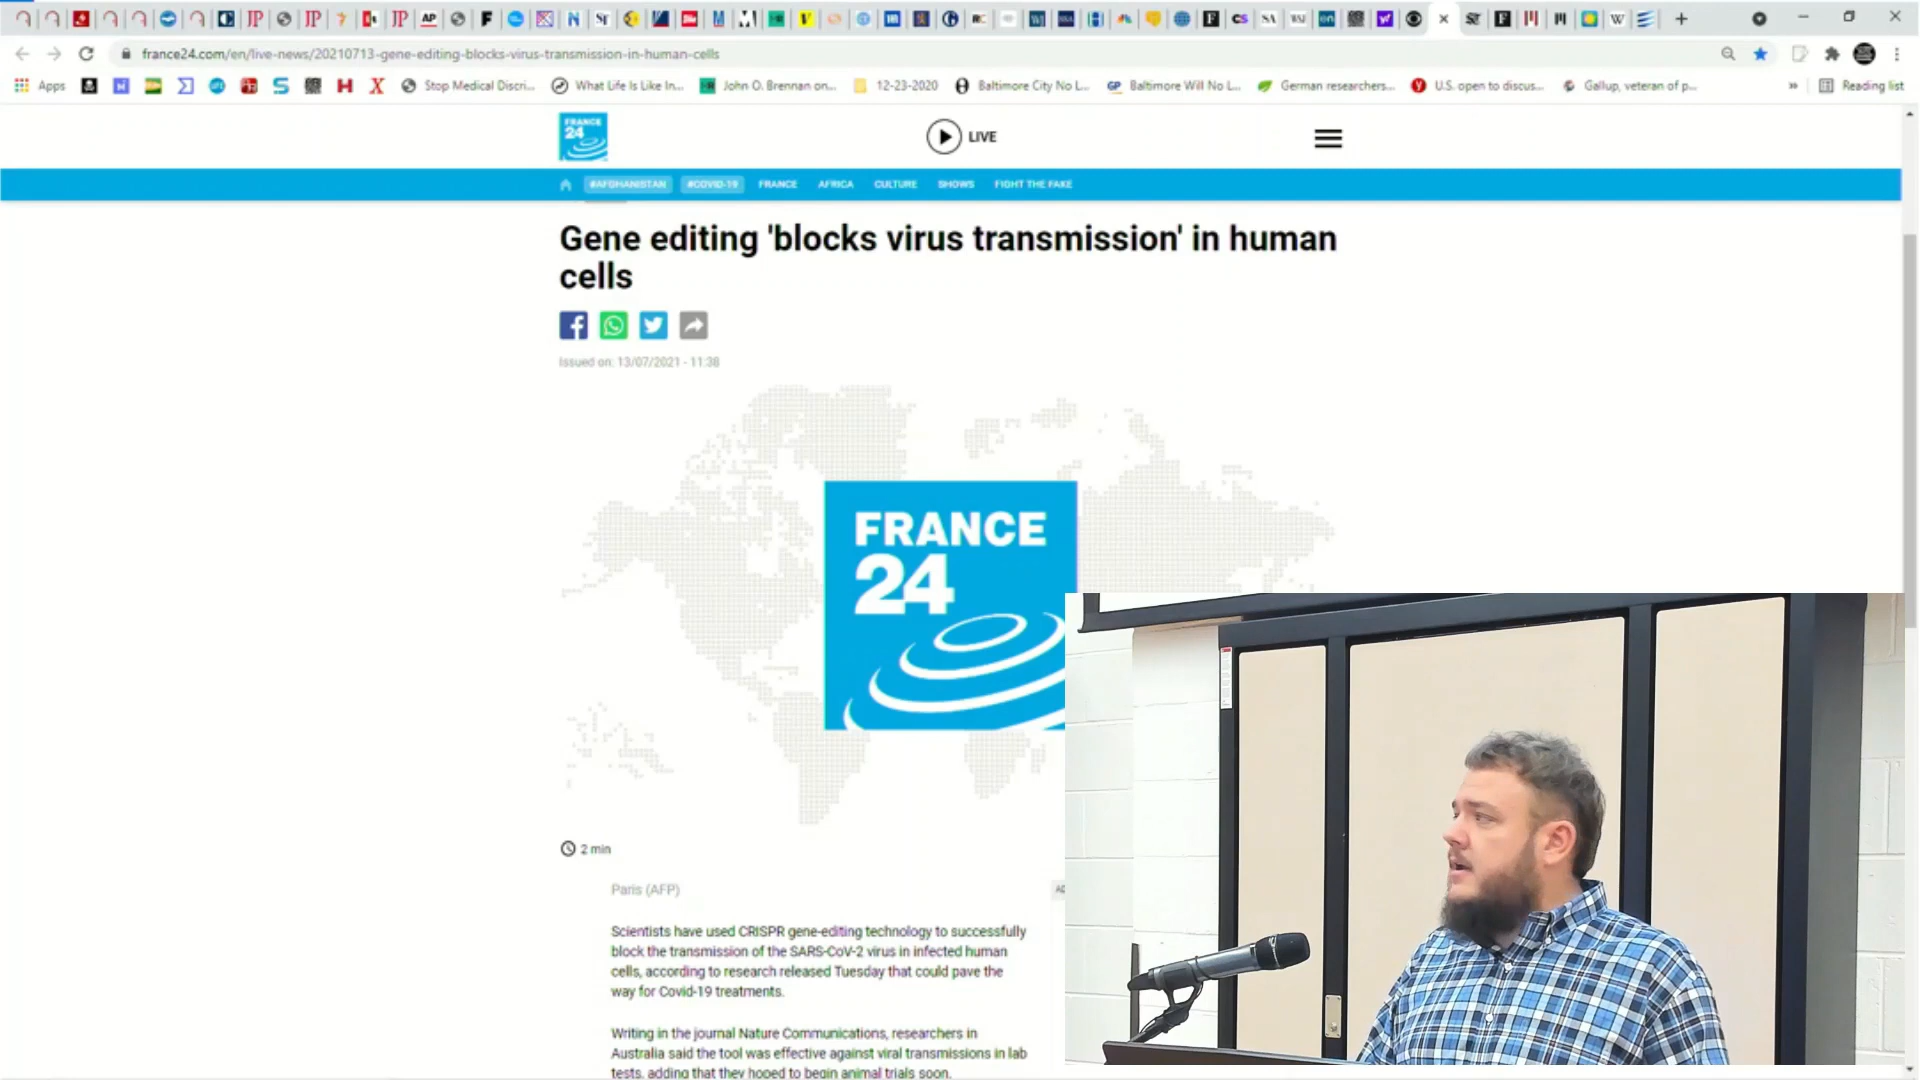 france24.com/en/live-news/20210713-gene-editing-blocks-virus-transmission-in-human-cells
Apps
Stop Medical Discri...
What Life Is Like In...
John O. Brennan on...
12-23-2020
Baltimore City No L...
Baltimore Will No L...
German researchers...
U.S. open to discus...
Gallup, veteran of p...
»
Reading list
FRANCE
24
LIVE
#AFGHANISTAN
#COVID-19
FRANCE
AFRICA
CULTURE
SHOWS
FIGHT THE FAKE
Gene editing 'blocks virus transmission' in human
cells
Issued on: 13/07/2021 - 11:38
FRANCE
24
2 min
Paris (AFP)
Scientists have used CRISPR gene-editing technology to successfully
block the transmission of the SARS-CoV-2 virus in infected human
cells, according to research released Tuesday that could pave the
way for Covid-19 treatments.
Writing in the journal Nature Communications, researchers in
Australia said the tool was effective against viral transmissions in lab
tests, adding that they hoped to begin animal trials soon.